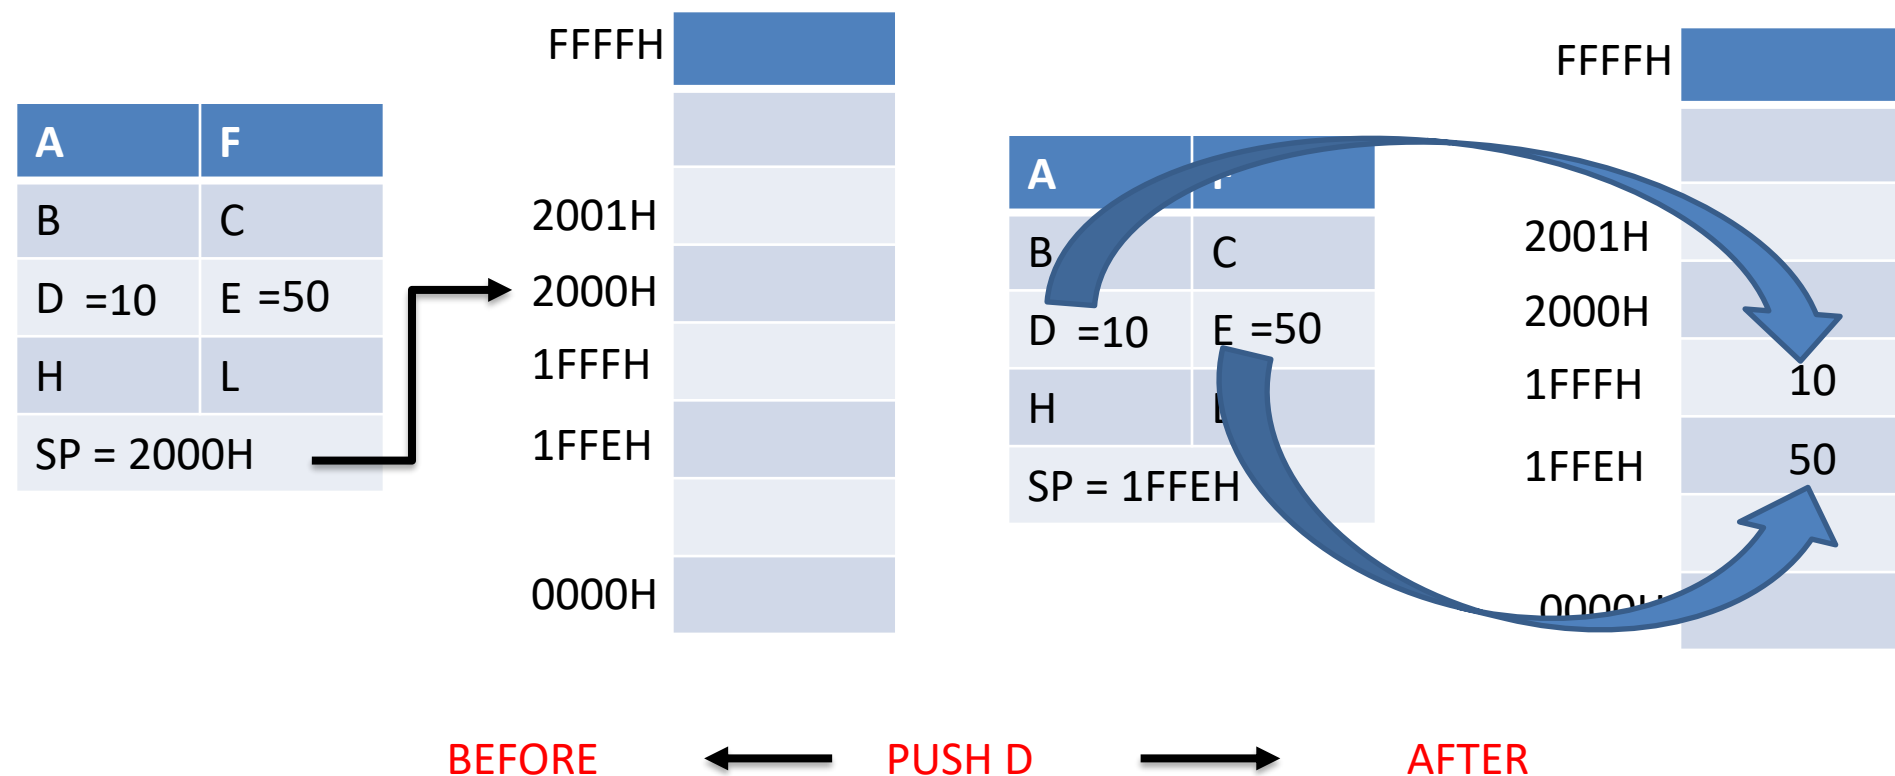 FFFFH
A F
B C
D =10 E =50
H L
SP = 2000H
2001H
2000H
1FFFH
1FFEH
0000H
FFFFH
A
B C
D =10 E =50
H
SP = 1FFEH
2001H
2000H
1FFFH 10
1FFEH 50
0000H
BEFORE PUSH D AFTER